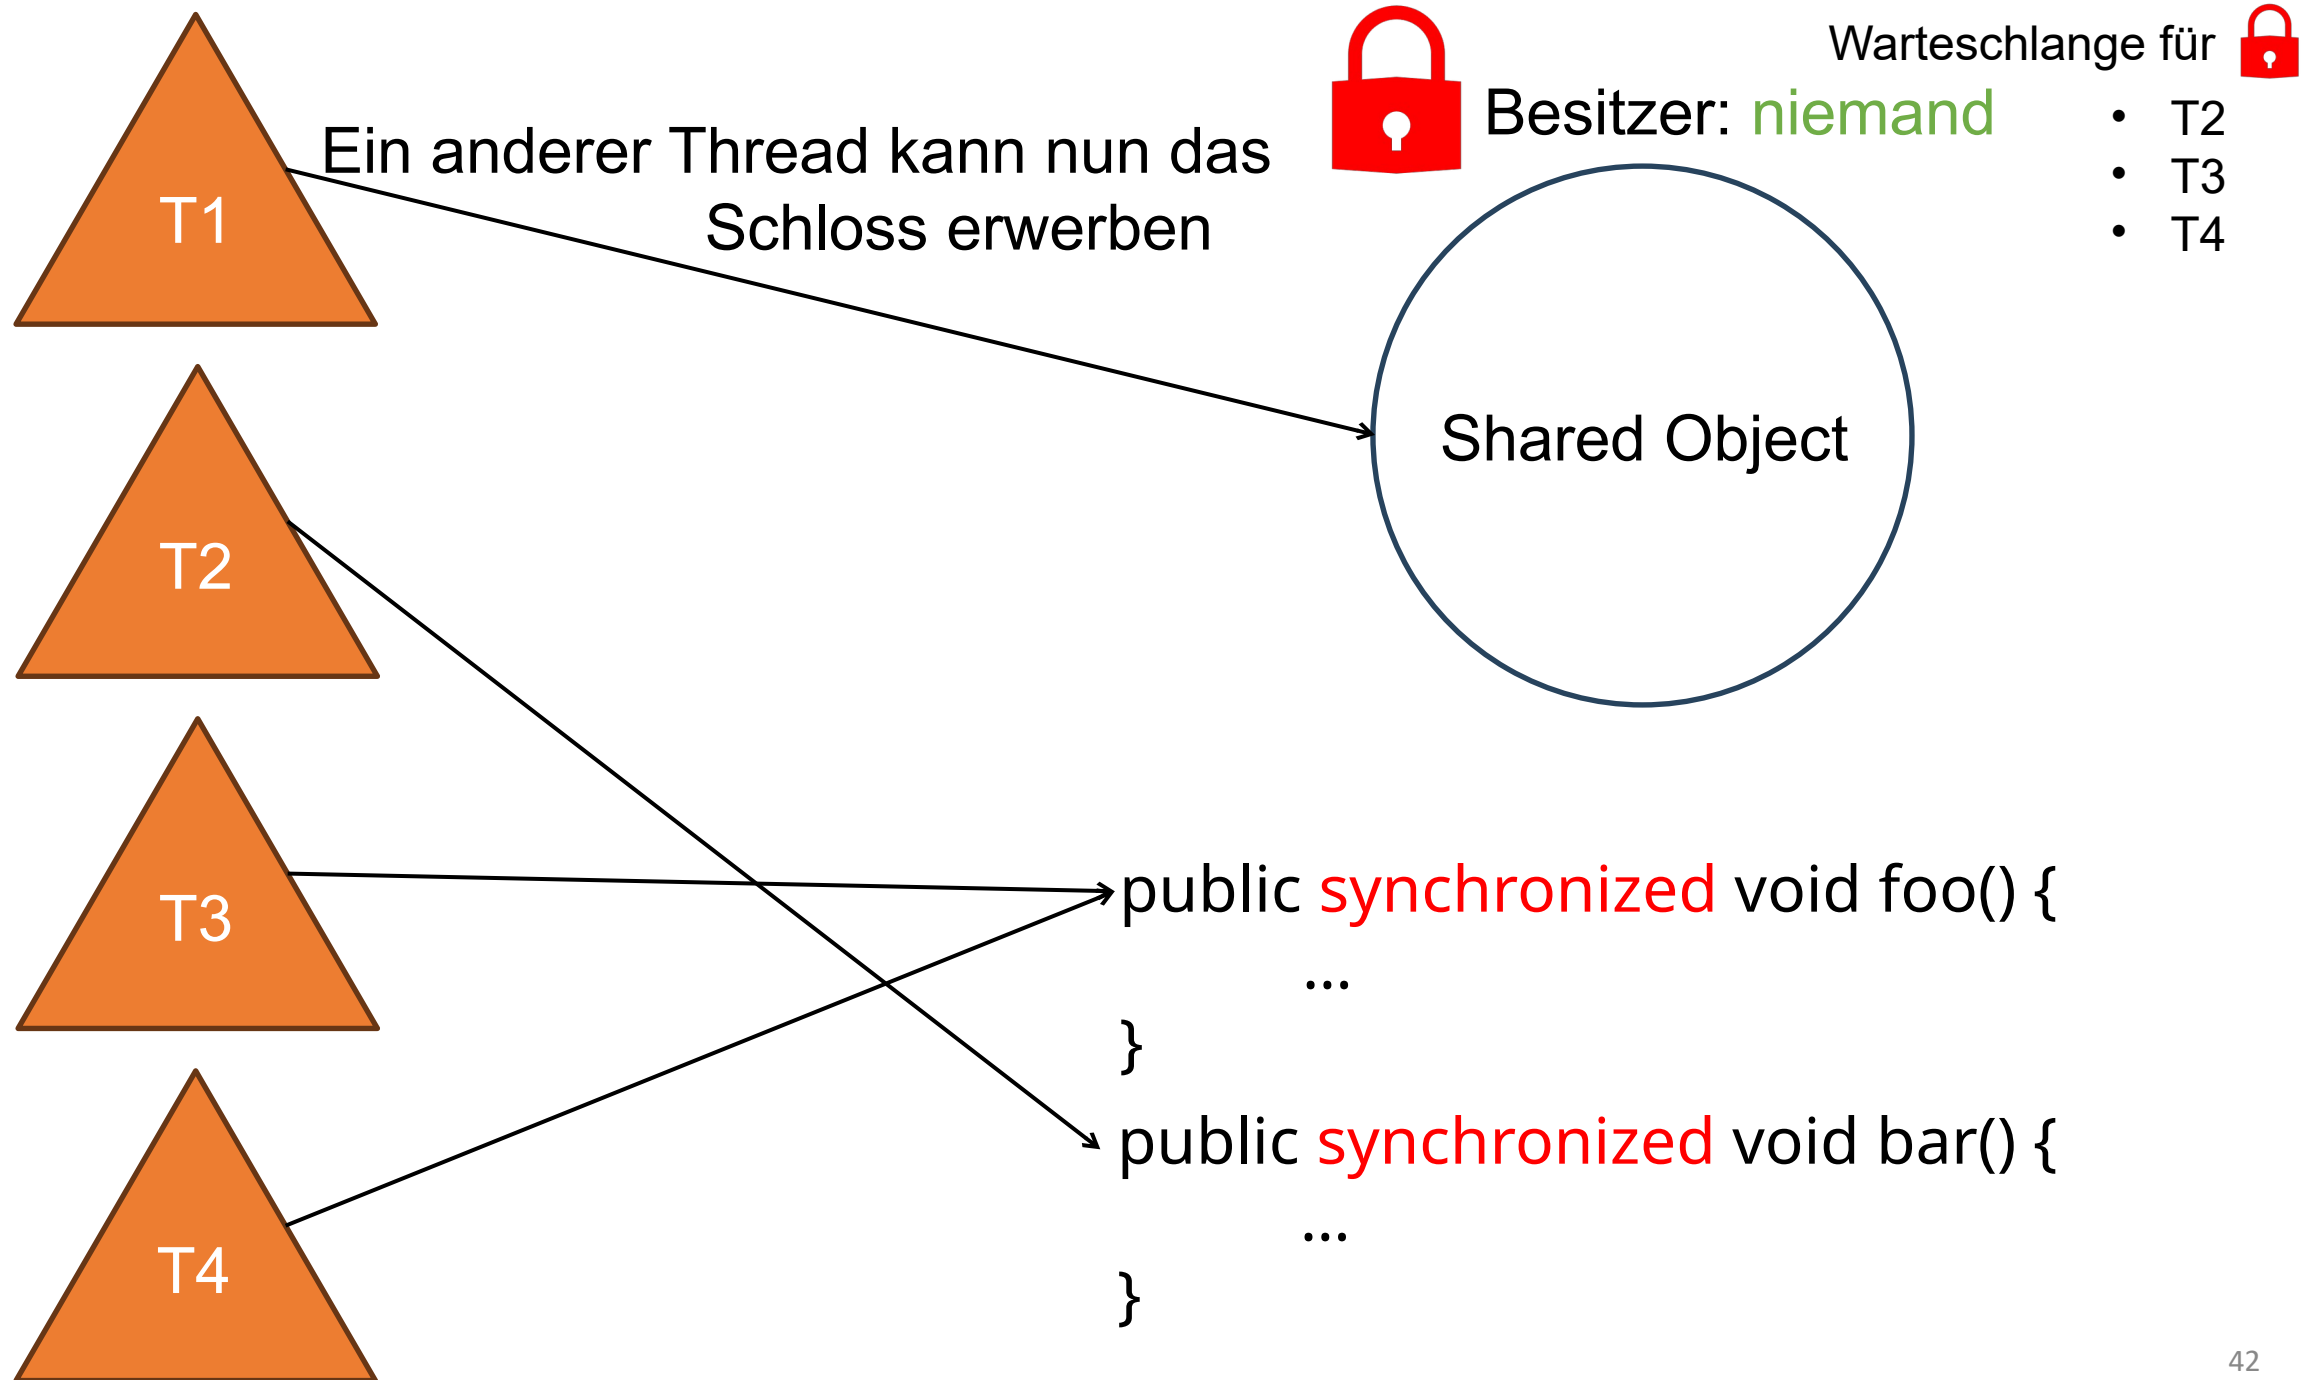 Warteschlange für
Besitzer: niemand
• T2
• T3
• T4
Ein anderer Thread kann nun das
Schloss erwerben
T1
Shared Object
T2
T3
public synchronized void foo() {
...
}
public synchronized void bar() {
...
}
T4
42